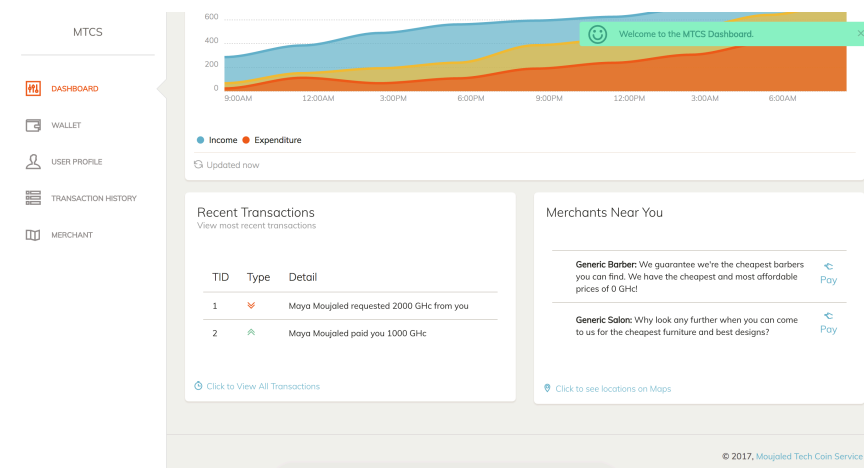 MTCS
DASHBOARD
WALLET
USER PROFILE
TRANSACTION HISTORY
MERCHANT
Welcome to the MTCS Dashboard.
600
400
200
0
9:00AM 12:00AM 3:00PM 6:00PM 9:00PM 12:00PM 3:00AM 6:00AM
Income Expenditure
Updated now
Recent Transactions
View most recent transactions
TID Type Detail
1 Maya Moujaled requested 2000 GHc from you
2 Maya Moujaled paid you 1000 GHc
Click to View All Transactions
Merchants Near You
Generic Barber: We guarantee we're the cheapest barbers
you can find. We have the cheapest and most affordable
prices of 0 GHc!
Pay
Generic Salon: Why look any further when you can come
to us for the cheapest furniture and best designs?
Pay
Click to see locations on Maps
© 2017, Moujaled Tech Coin Service